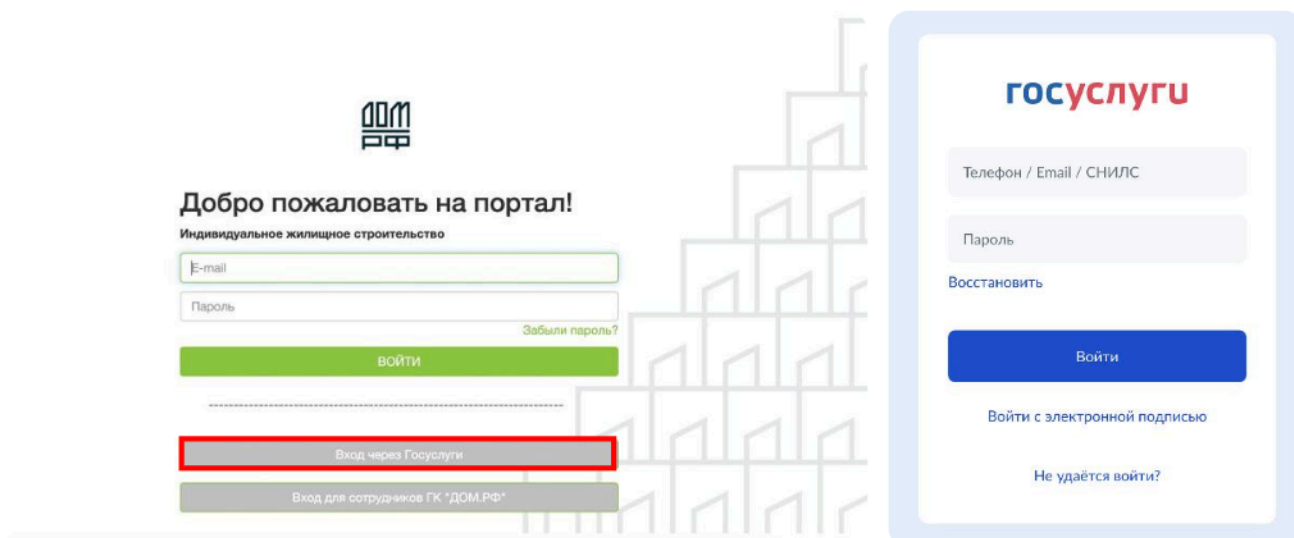 ДОМ
РФ
Добро пожаловать на портал!
Индивидуальное жилищное строительство
E-mail
Пароль
Забыли пароль?
ВОЙТИ
Вход через Госуслуги
Вход для сотрудников ГК "ДОМ.РФ"
госуслуги
Телефон / Email / СНИЛС
Пароль
Восстановить
Войти
Войти с электронной подписью
Не удаётся войти?